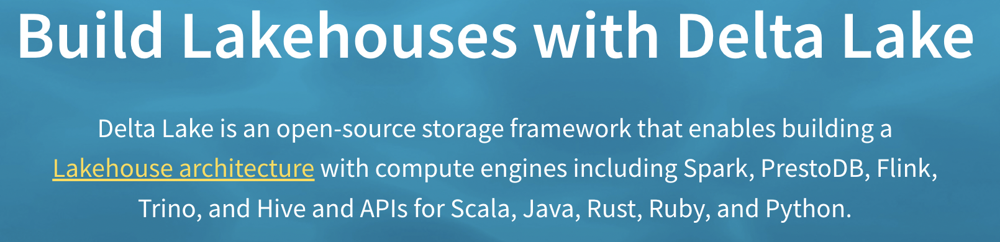 Build Lakehouses with Delta Lake
Delta Lake is an open-source storage framework that enables building a
Lakehouse architecture with compute engines including Spark, PrestoDB, Flink,
Trino, and Hive and APIs for Scala, Java, Rust, Ruby, and Python.